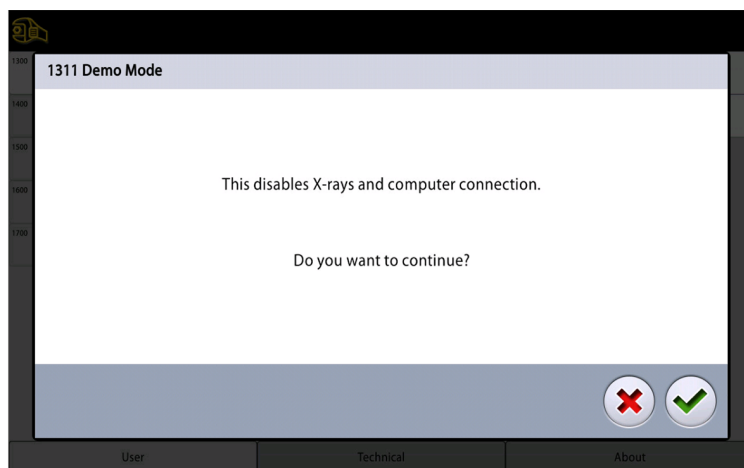 1300
1311 Demo Mode
1400
1500
This disables X-rays and computer connection.
1600
1700
Do you want to continue?
User
Technical
About